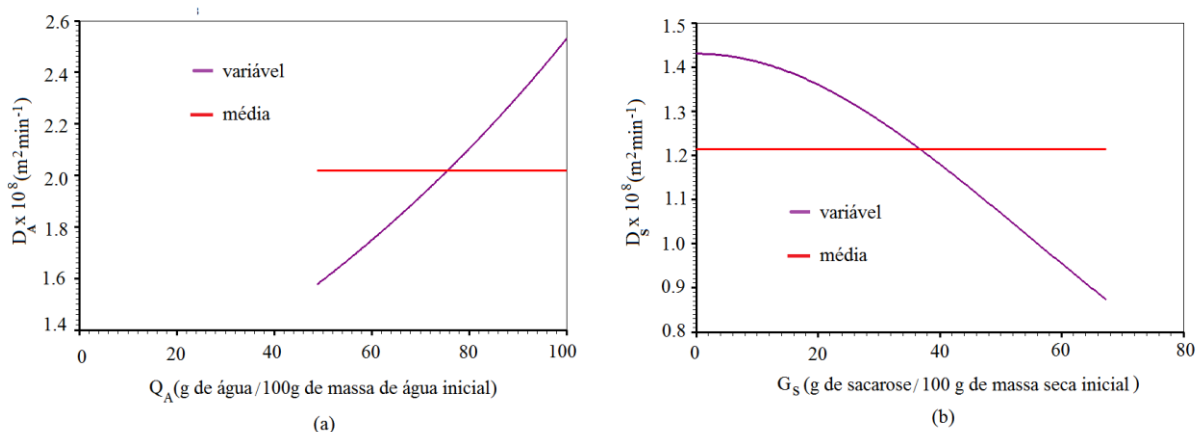 2.6
2.4
2.2
2.0
1.8
1.6
1.4
D_A x 10^8 (m^2 min^-1)
variável
média
0 20 40 60 80 100
Q_A (g de água / 100g de massa de água inicial)
(a)
1.5
1.4
1.3
1.2
1.1
1.0
0.9
0.8
D_S x 10^8 (m^2 min^-1)
variável
média
0 20 40 60 80
G_S (g de sacarose / 100 g de massa seca inicial)
(b)